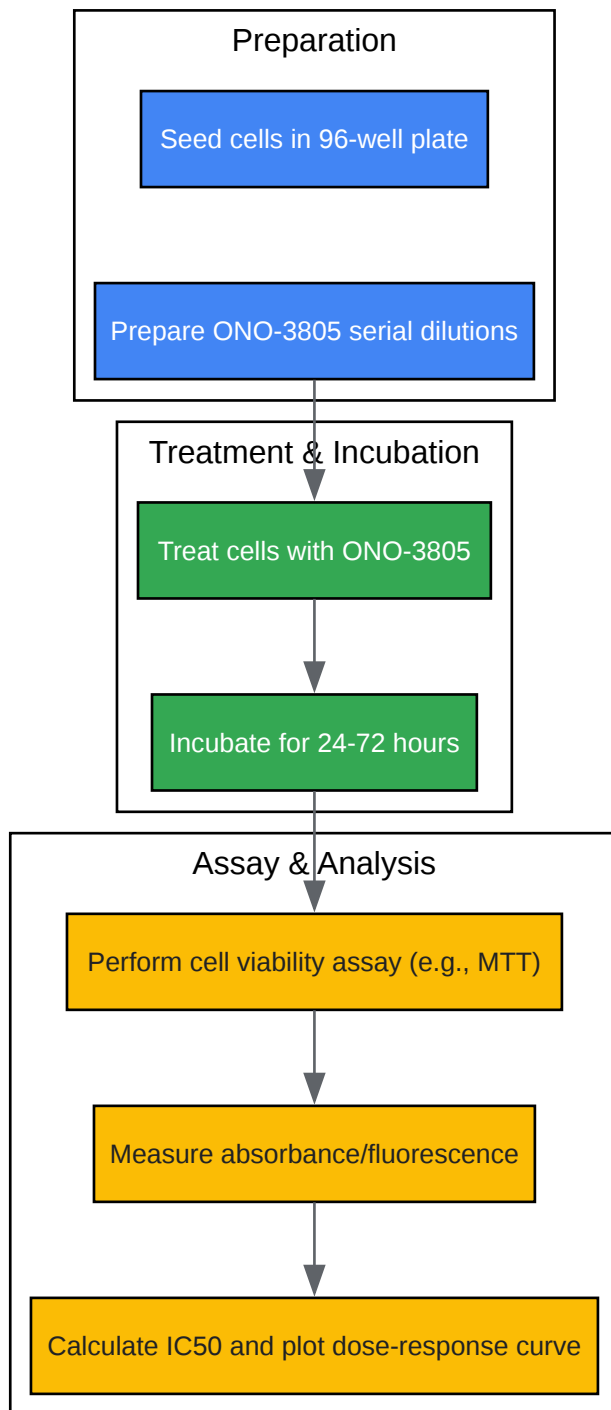 Preparation
Seed cells in 96-well plate
Prepare ONO-3805 serial dilutions
Treatment & Incubation
Treat cells with ONO-3805
Incubate for 24-72 hours
Assay & Analysis
Perform cell viability assay (e.g., MTT)
Measure absorbance/fluorescence
Calculate IC50 and plot dose-response curve